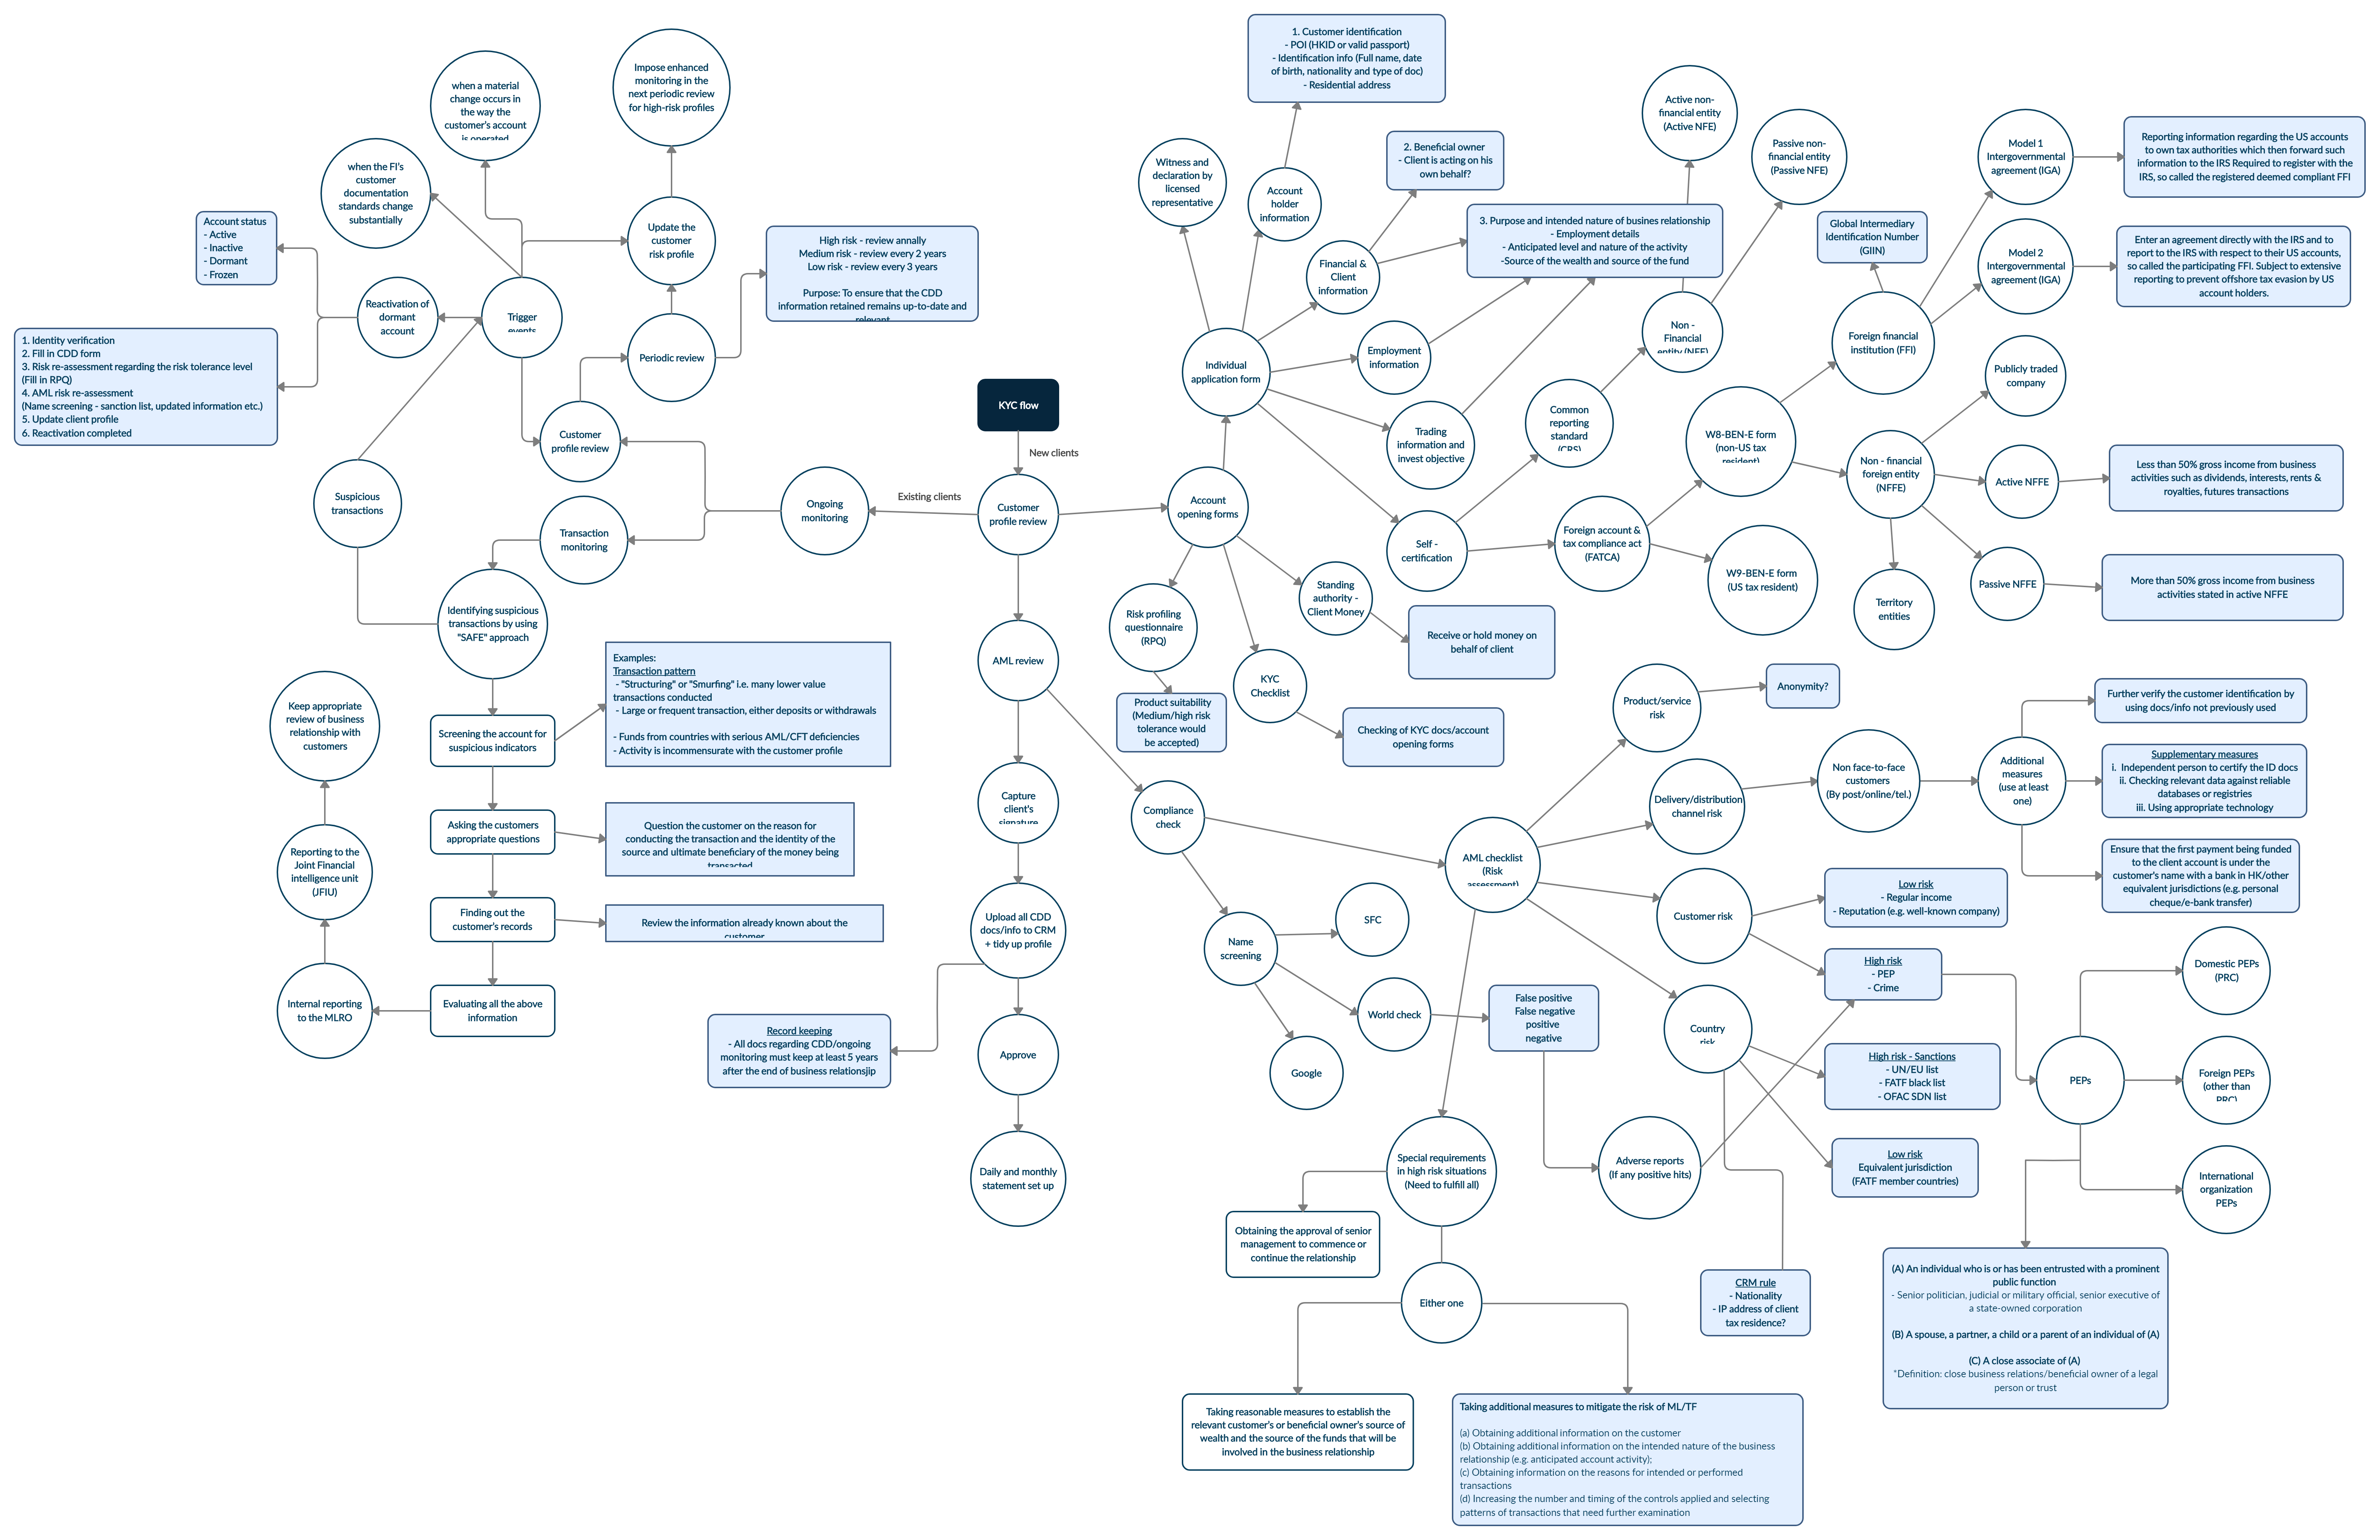 1. Customer identification
- POI (HKID or valid passport)
- Identification info (Full name, date
of birth, nationality and type of doc)
- Residential address
Impose enhanced
monitoring in the
next periodic review
for high-risk profiles
when a material
change occurs in
the way the
customer's account
is operated
when the FI's
customer
documentation
standards change
substantially
Account status
- Active
- Inactive
- Dormant
- Frozen
Update the
customer
risk profile
High risk - review annally
Medium risk - review every 2 years
Low risk - review every 3 years
Purpose: To ensure that the CDD
information retained remains up-to-date and
relevant
Reactivation of
dormant
account
Trigger
events
Periodic review
1. Identity verification
2. Fill in CDD form
3. Risk re-assessment regarding the risk tolerance level
(Fill in RPQ)
4. AML risk re-assessment
(Name screening - sanction list, updated information etc.)
5. Update client profile
6. Reactivation completed
Customer
profile review
Suspicious
transactions
Transaction
monitoring
Ongoing
monitoring
Existing clients
KYC flow
New clients
Customer
profile review
Identifying suspicious
transactions by using
"SAFE" approach
Examples:
Transaction pattern
- "Structuring" or "Smurfing" i.e. many lower value
transactions conducted
- Large or frequent transaction, either deposits or withdrawals
- Funds from countries with serious AML/CFT deficiencies
- Activity is incommensurate with the customer profile
Keep appropriate
review of business
relationship with
customers
Screening the account for
suspicious indicators
Asking the customers
appropriate questions
Question the customer on the reason for
conducting the transaction and the identity of the
source and ultimate beneficiary of the money being
transacted
Reporting to the
Joint Financial
intelligence unit
(JFIU)
Finding out the
customer's records
Review the information already known about the
customer
Internal reporting
to the MLRO
Evaluating all the above
information
AML review
Capture
client's
signature
Upload all CDD
docs/info to CRM
+ tidy up profile
Record keeping
- All docs regarding CDD/ongoing
monitoring must keep at least 5 years
after the end of business relationsjip
Approve
Daily and monthly
statement set up
Witness and
declaration by
licensed
representative
Account
holder
information
2. Beneficial owner
- Client is acting on his
own behalf?
Financial &
Client
information
3. Purpose and intended nature of busines relationship
- Employment details
- Anticipated level and nature of the activity
-Source of the wealth and source of the fund
Individual
application form
Employment
information
Trading
information and
invest objective
Account
opening forms
Self -
certification
Standing
authority -
Client Money
Receive or hold money on
behalf of client
Risk profiling
questionnaire
(RPQ)
Product suitability
(Medium/high risk
tolerance would
be accepted)
KYC
Checklist
Checking of KYC docs/account
opening forms
Common
reporting
standard
(CRS)
Non -
Financial
entity (NFE)
Active non-
financial entity
(Active NFE)
Passive non-
financial entity
(Passive NFE)
Foreign account &
tax compliance act
(FATCA)
W8-BEN-E form
(non-US tax
resident)
W9-BEN-E form
(US tax resident)
Global Intermediary
Identification Number
(GIIN)
Foreign financial
institution (FFI)
Model 1
Intergovernmental
agreement (IGA)
Reporting information regarding the US accounts
to own tax authorities which then forward such
information to the IRS Required to register with the
IRS, so called the registered deemed compliant FFI
Model 2
Intergovernmental
agreement (IGA)
Enter an agreement directly with the IRS and to
report to the IRS with respect to their US accounts,
so called the participating FFI. Subject to extensive
reporting to prevent offshore tax evasion by US
account holders.
Non - financial
foreign entity
(NFFE)
Publicly traded
company
Active NFFE
Less than 50% gross income from business
activities such as dividends, interests, rents &
royalties, futures transactions
Passive NFFE
More than 50% gross income from business
activities stated in active NFFE
Territory
entities
Compliance
check
Name
screening
SFC
World check
Google
False positive
False negative
positive
negative
Adverse reports
(If any positive hits)
AML checklist
(Risk
assessment)
Product/service
risk
Anonymity?
Delivery/distribution
channel risk
Non face-to-face
customers
(By post/online/tel.)
Additional
measures
(use at least
one)
Further verify the customer identification by
using docs/info not previously used
Supplementary measures
i. Independent person to certify the ID docs
ii. Checking relevant data against reliable
databases or registries
iii. Using appropriate technology
Ensure that the first payment being funded
to the client account is under the
customer's name with a bank in HK/other
equivalent jurisdictions (e.g. personal
cheque/e-bank transfer)
Customer risk
Low risk
- Regular income
- Reputation (e.g. well-known company)
High risk
- PEP
- Crime
Country
risk
High risk - Sanctions
- UN/EU list
- FATF black list
- OFAC SDN list
Low risk
Equivalent jurisdiction
(FATF member countries)
CRM rule
- Nationality
- IP address of client
tax residence?
PEPs
Domestic PEPs
(PRC)
Foreign PEPs
(other than
PRC)
International
organization
PEPs
(A) An individual who is or has been entrusted with a prominent
public function
- Senior politician, judicial or military official, senior executive of
a state-owned corporation
(B) A spouse, a partner, a child or a parent of an individual of (A)
(C) A close associate of (A)
*Definition: close business relations/beneficial owner of a legal
person or trust
Special requirements
in high risk situations
(Need to fulfill all)
Obtaining the approval of senior
management to commence or
continue the relationship
Either one
Taking reasonable measures to establish the
relevant customer's or beneficial owner's source of
wealth and the source of the funds that will be
involved in the business relationship
Taking additional measures to mitigate the risk of ML/TF
(a) Obtaining additional information on the customer
(b) Obtaining additional information on the intended nature of the business
relationship (e.g. anticipated account activity);
(c) Obtaining information on the reasons for intended or performed
transactions
(d) Increasing the number and timing of the controls applied and selecting
patterns of transactions that need further examination